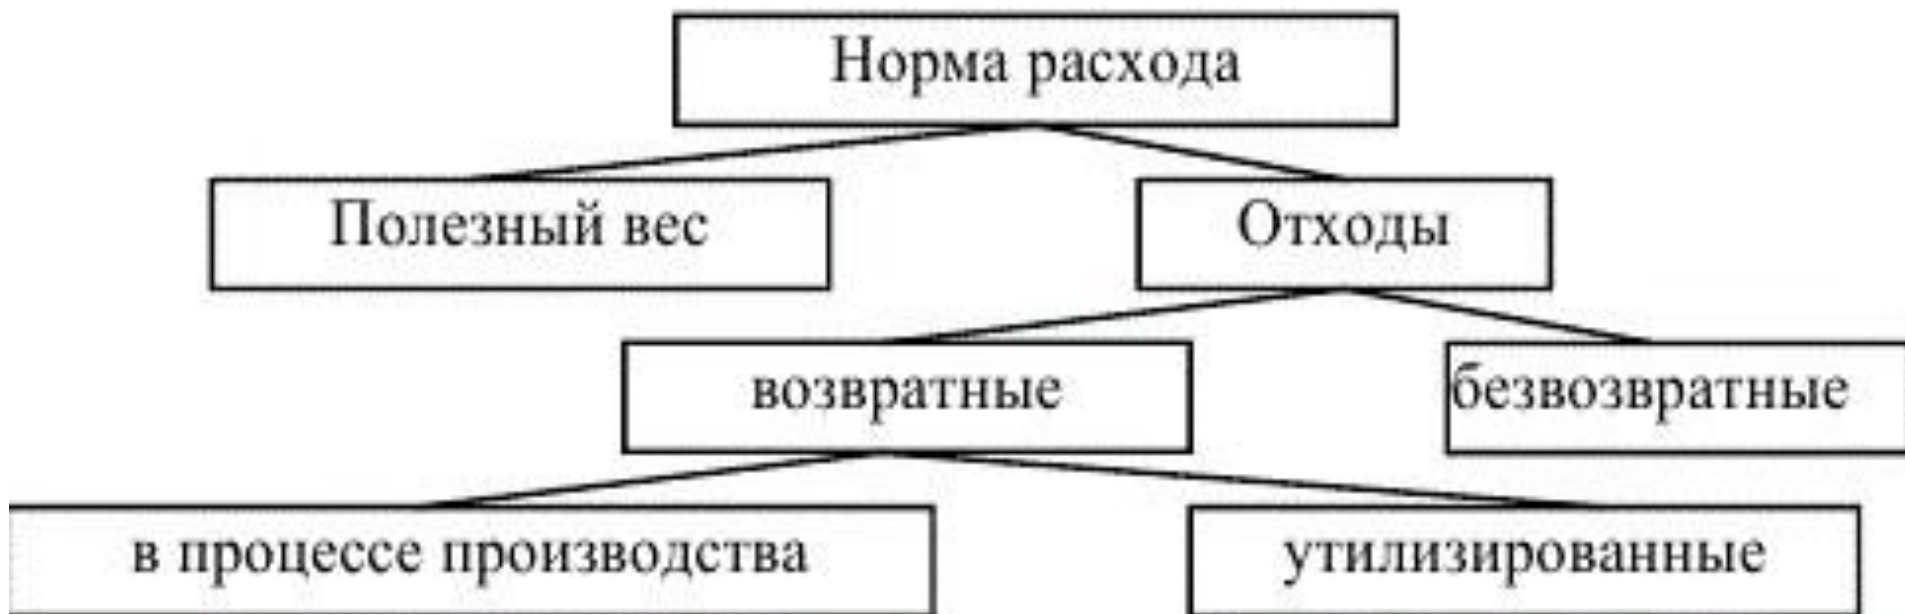 Норма расхода
Полезный вес
Отходы
возвратные
безвозвратные
в процессе производства
утилизированные